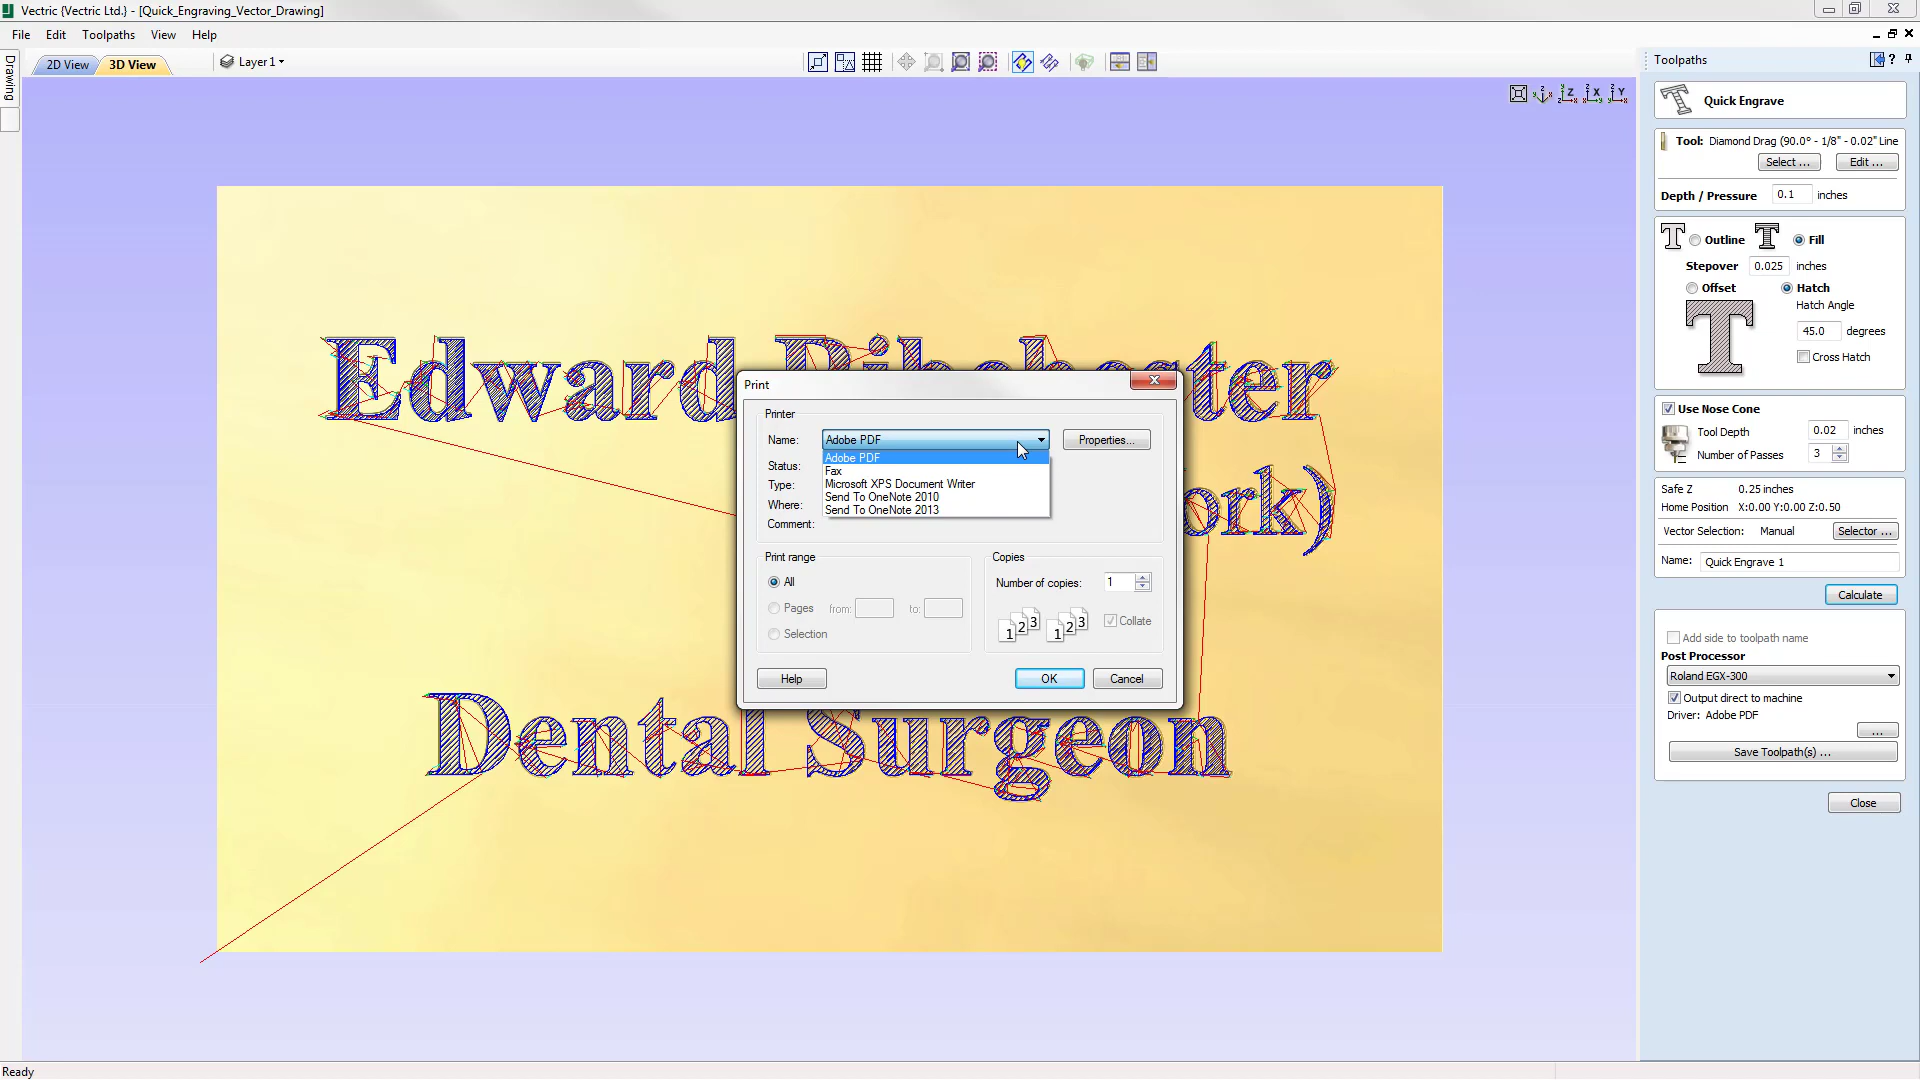 Vectric {Vectric Ltd.} - [Quick_Engraving_Vector_Drawing]
File Edit Toolpaths View Help
Drawing
2D View 3D View Layer 1
Toolpaths
Quick Engrave
Tool: Diamond Drag (90.0° - 1/8" - 0.02" Line
Select ... Edit ...
Depth / Pressure 0.1 inches
Outline Fill
Stepover 0.025 inches
Offset Hatch
Hatch Angle
45.0 degrees
Cross Hatch
Use Nose Cone
Tool Depth 0.02 inches
Number of Passes 3
Safe Z 0.25 inches
Home Position X:0.00 Y:0.00 Z:0.50
Vector Selection: Manual Selector ...
Name: Quick Engrave 1
Calculate
Add side to toolpath name
Post Processor
Roland EGX-300
Output direct to machine
Driver: Adobe PDF
...
Save Toolpath(s) ...
Close
Edward
ter
ork)
Dental Surgeon
Print
Printer
Name: Adobe PDF Properties...
Adobe PDF
Fax
Microsoft XPS Document Writer
Send To OneNote 2010
Send To OneNote 2013
Status:
Type:
Where:
Comment:
Print range
All
Pages from: to:
Selection
Copies
Number of copies: 1
1 2 3 1 2 3 Collate
Help OK Cancel
Z X Y
Ready